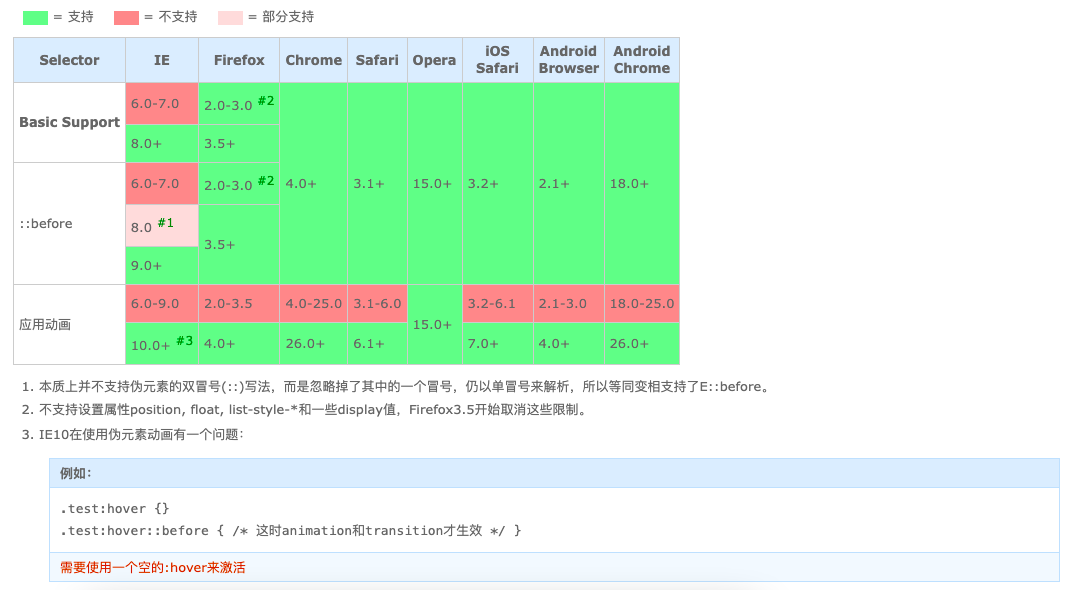 = 支持 = 不支持 = 部分支持
Selector IE Firefox Chrome Safari Opera iOS Safari Android Browser Android Chrome
Basic Support 6.0-7.0 2.0-3.0 #2 4.0+ 3.1+ 15.0+ 3.2+ 2.1+ 18.0+
8.0+ 3.5+
::before 6.0-7.0 2.0-3.0 #2
8.0 #1 3.5+
9.0+
应用动画 6.0-9.0 2.0-3.5 4.0-25.0 3.1-6.0 15.0+ 3.2-6.1 2.1-3.0 18.0-25.0
10.0+ #3 4.0+ 26.0+ 6.1+ 7.0+ 4.0+ 26.0+
1. 本质上并不支持伪元素的双冒号(::)写法，而是忽略掉了其中的一个冒号，仍以单冒号来解析，所以等同变相支持了E::before。
2. 不支持设置属性position, float, list-style-*和一些display值，Firefox3.5开始取消这些限制。
3. IE10在使用伪元素动画有一个问题：
例如：
.test:hover {}
.test:hover::before { /* 这时animation和transition才生效 */ }
需要使用一个空的:hover来激活